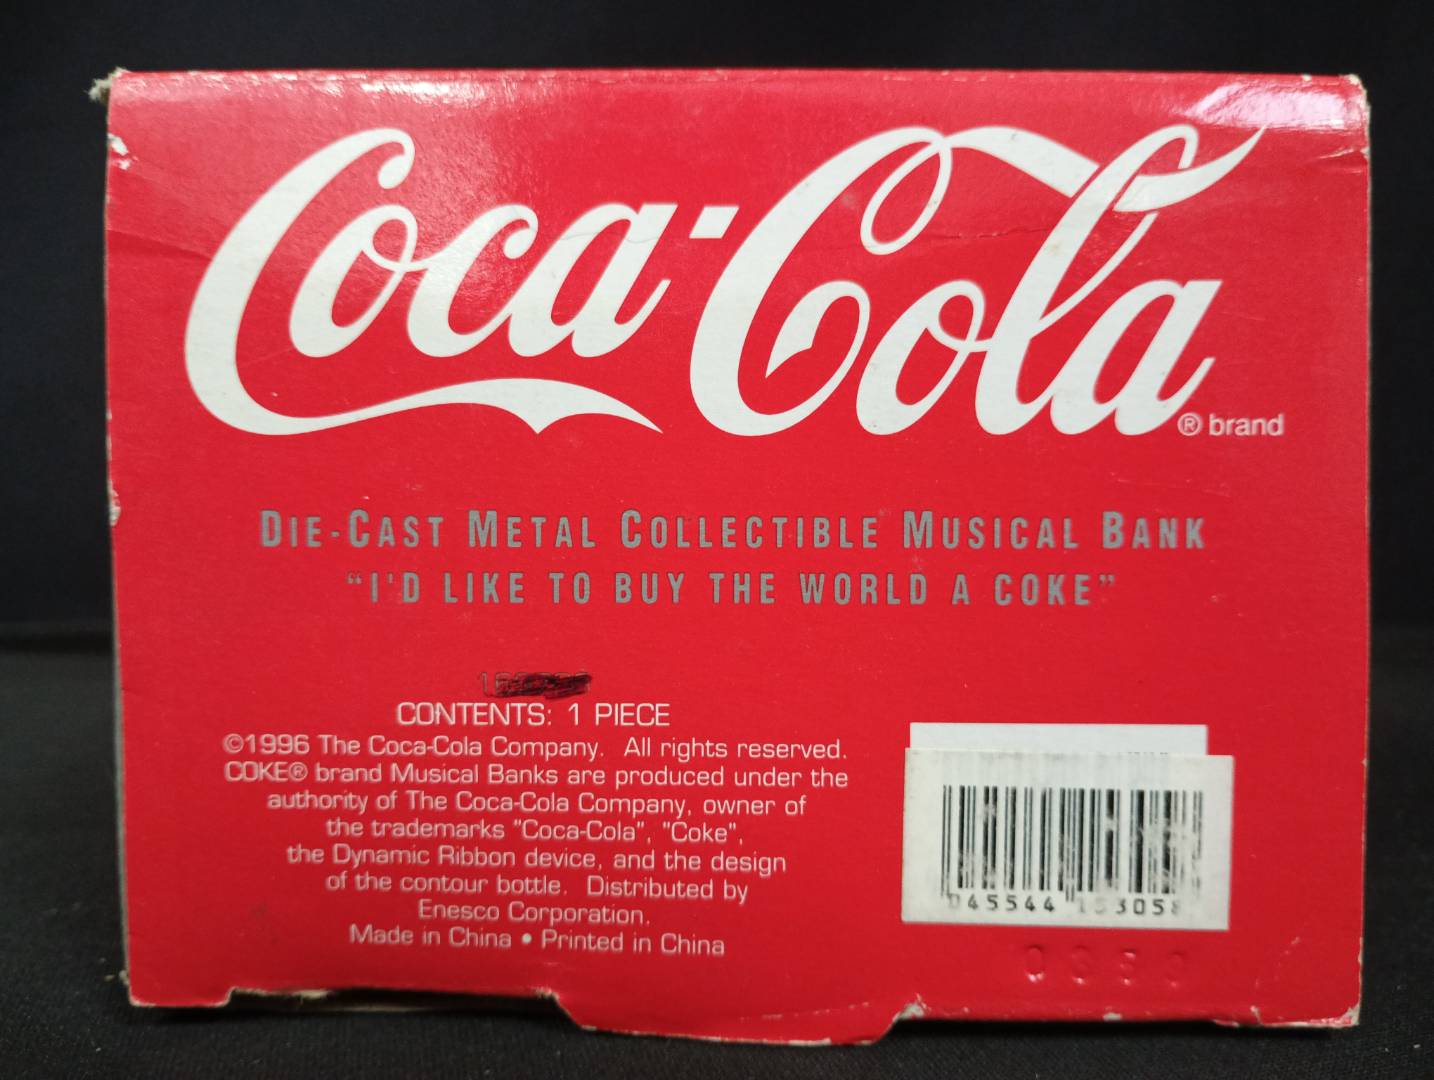 Coca-Cola
® brand
DIE-CAST METAL COLLECTIBLE MUSICAL BANK
"I'D LIKE TO BUY THE WORLD A COKE"
CONTENTS: 1 PIECE
©1996 The Coca-Cola Company. All rights reserved.
COKE® brand Musical Banks are produced under the
authority of The Coca-Cola Company, owner of
the trademarks "Coca-Cola", "Coke",
the Dynamic Ribbon device, and the design
of the contour bottle. Distributed by
Enesco Corporation.
Made in China • Printed in China
45544